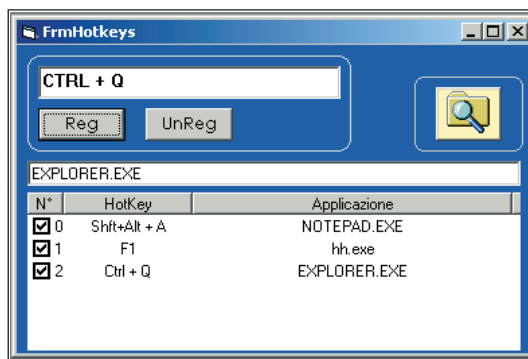 FrmHotkeys
CTRL + Q
Reg UnReg
EXPLORER.EXE
N° HotKey Applicazione
0 Shft+Alt + A NOTEPAD.EXE
1 F1 hh.exe
2 Ctrl + Q EXPLORER.EXE